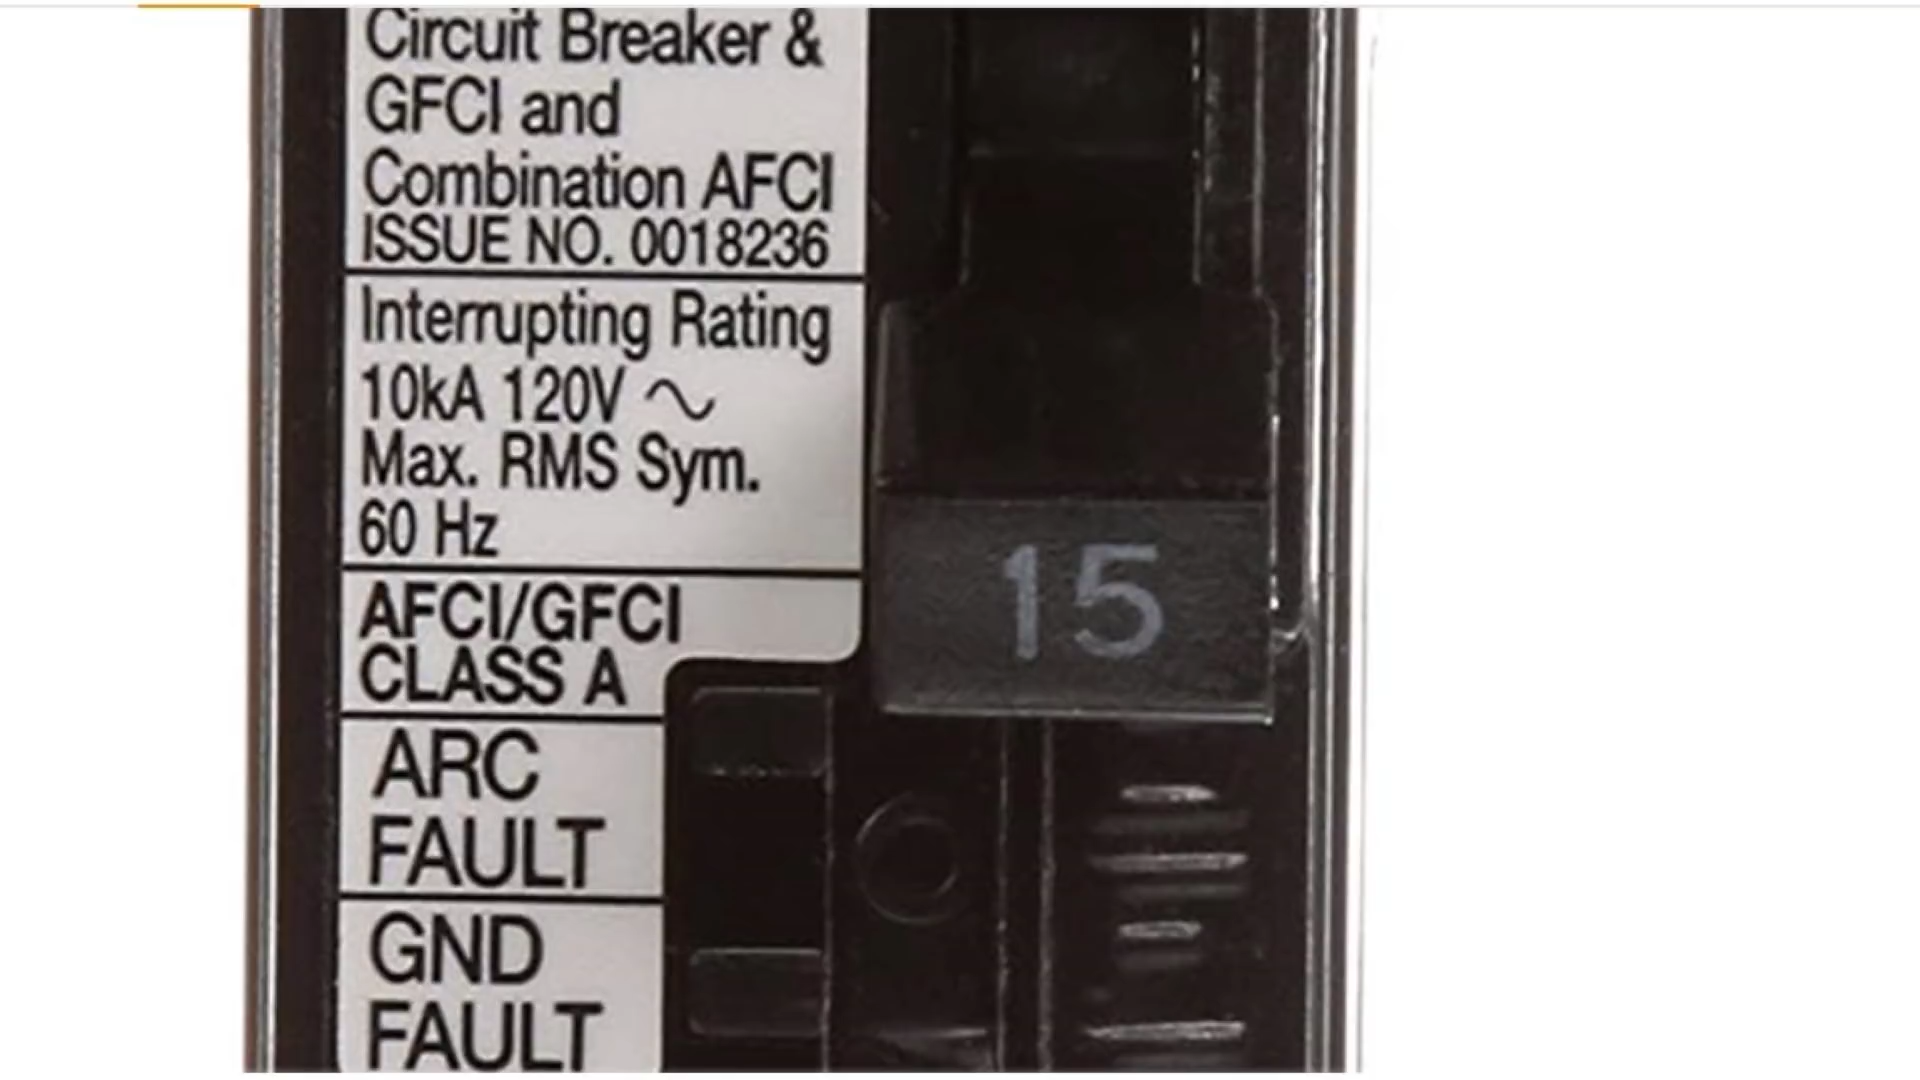 Circuit Breaker &
GFCI and
Combination AFCI
ISSUE NO. 0018236
Interrupting Rating
10kA 120V ~
Max. RMS Sym.
60 Hz
AFCI/GFCI
CLASS A
15
ARC
FAULT
GND
FAULT